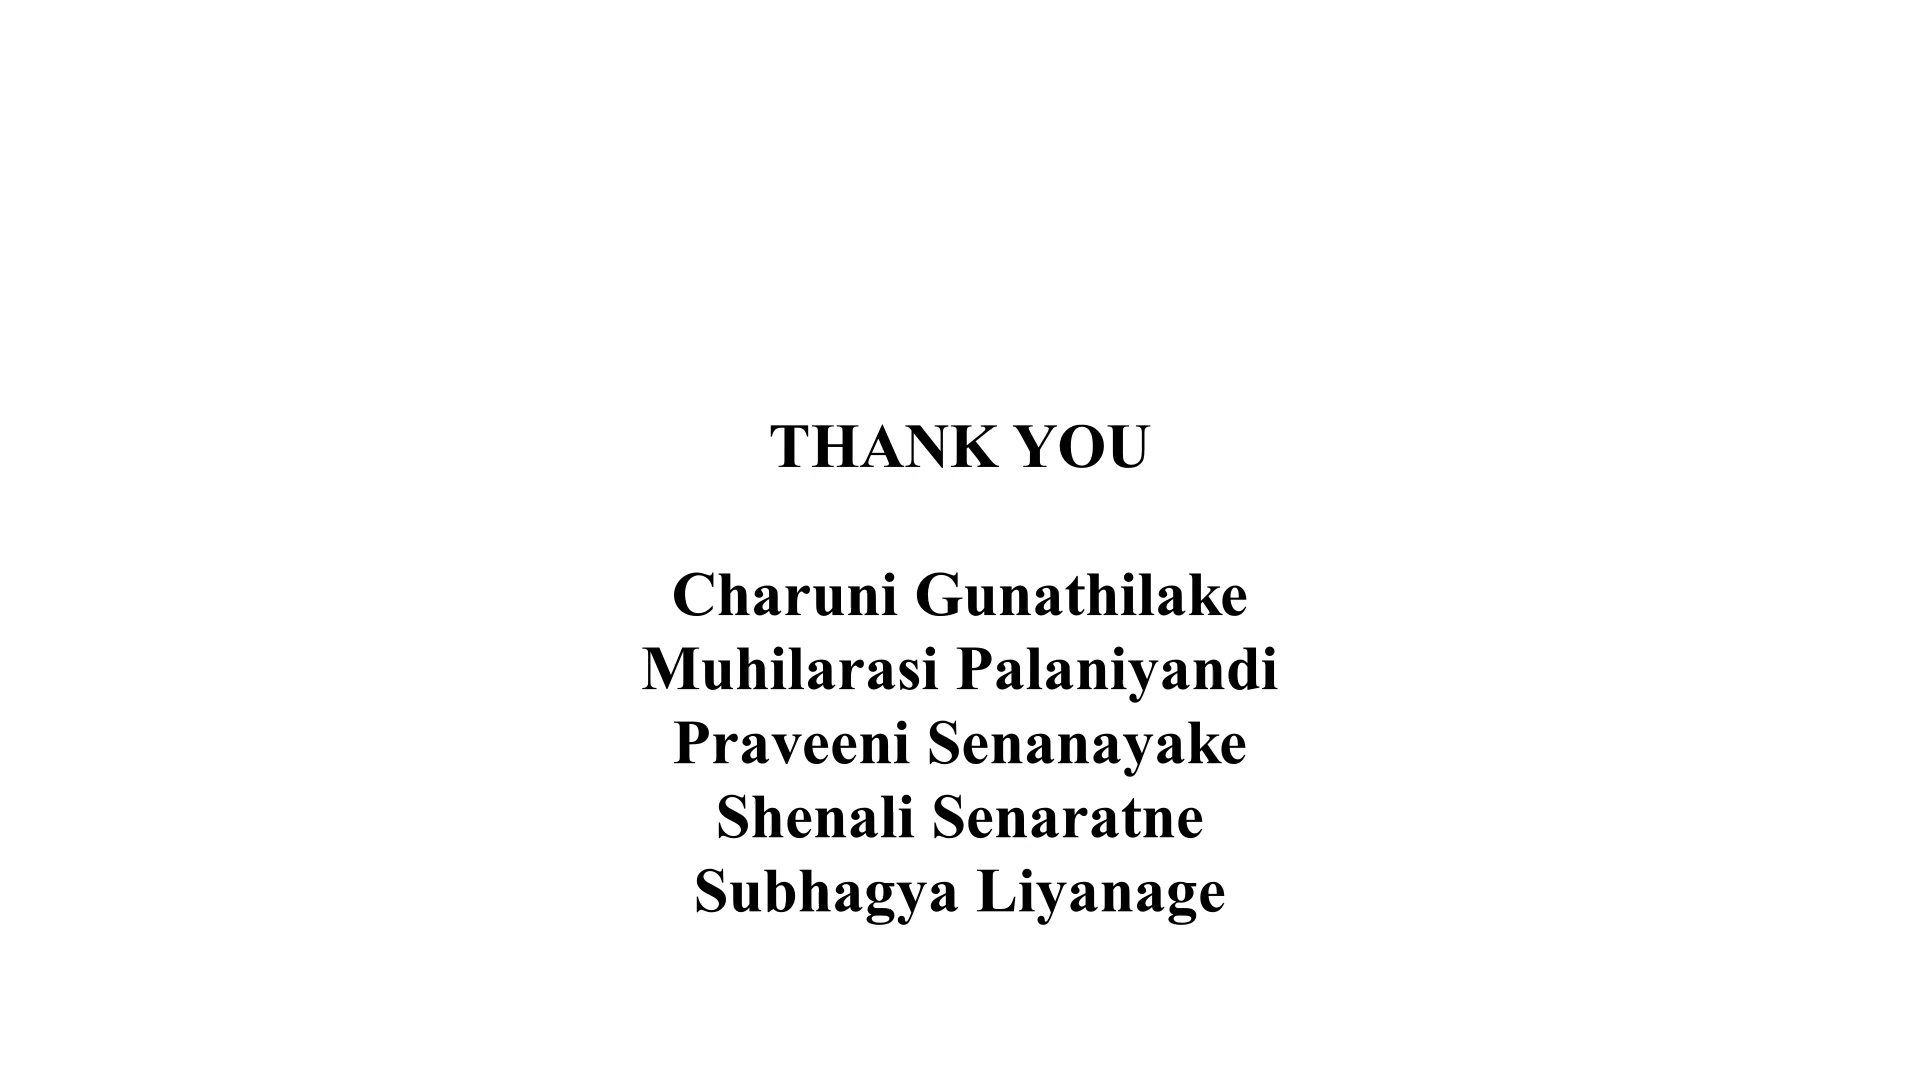 THANK YOU
Charuni Gunathilake
Muhilarasi Palaniyandi
Praveeni Senanayake
Shenali Senaratne
Subhagya Liyanage